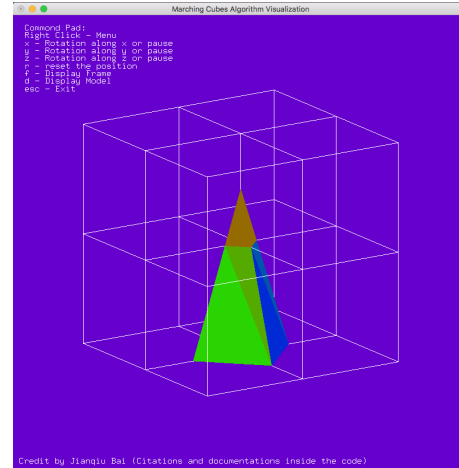 Marching Cubes Algorithm Visualization
Command Pad:
Right Click - Menu
x - Rotation along x or pause
y - Rotation along y or pause
z - Rotation along z or pause
r - reset the position
f - Display Frame
d - Display Model
esc - Exit
Credit by Jianqiu Bai (Citations and documentations inside the code)